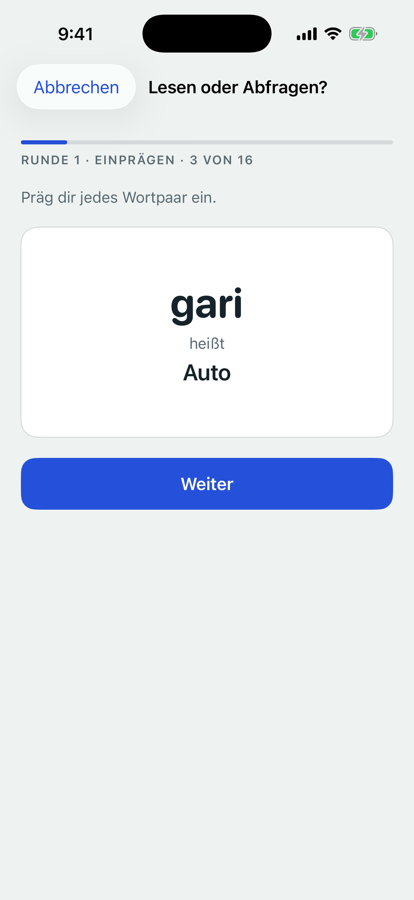 9:41
Abbrechen
Lesen oder Abfragen?
RUNDE 1 · EINPRÄGEN · 3 VON 16
Präg dir jedes Wortpaar ein.
gari
heißt
Auto
Weiter